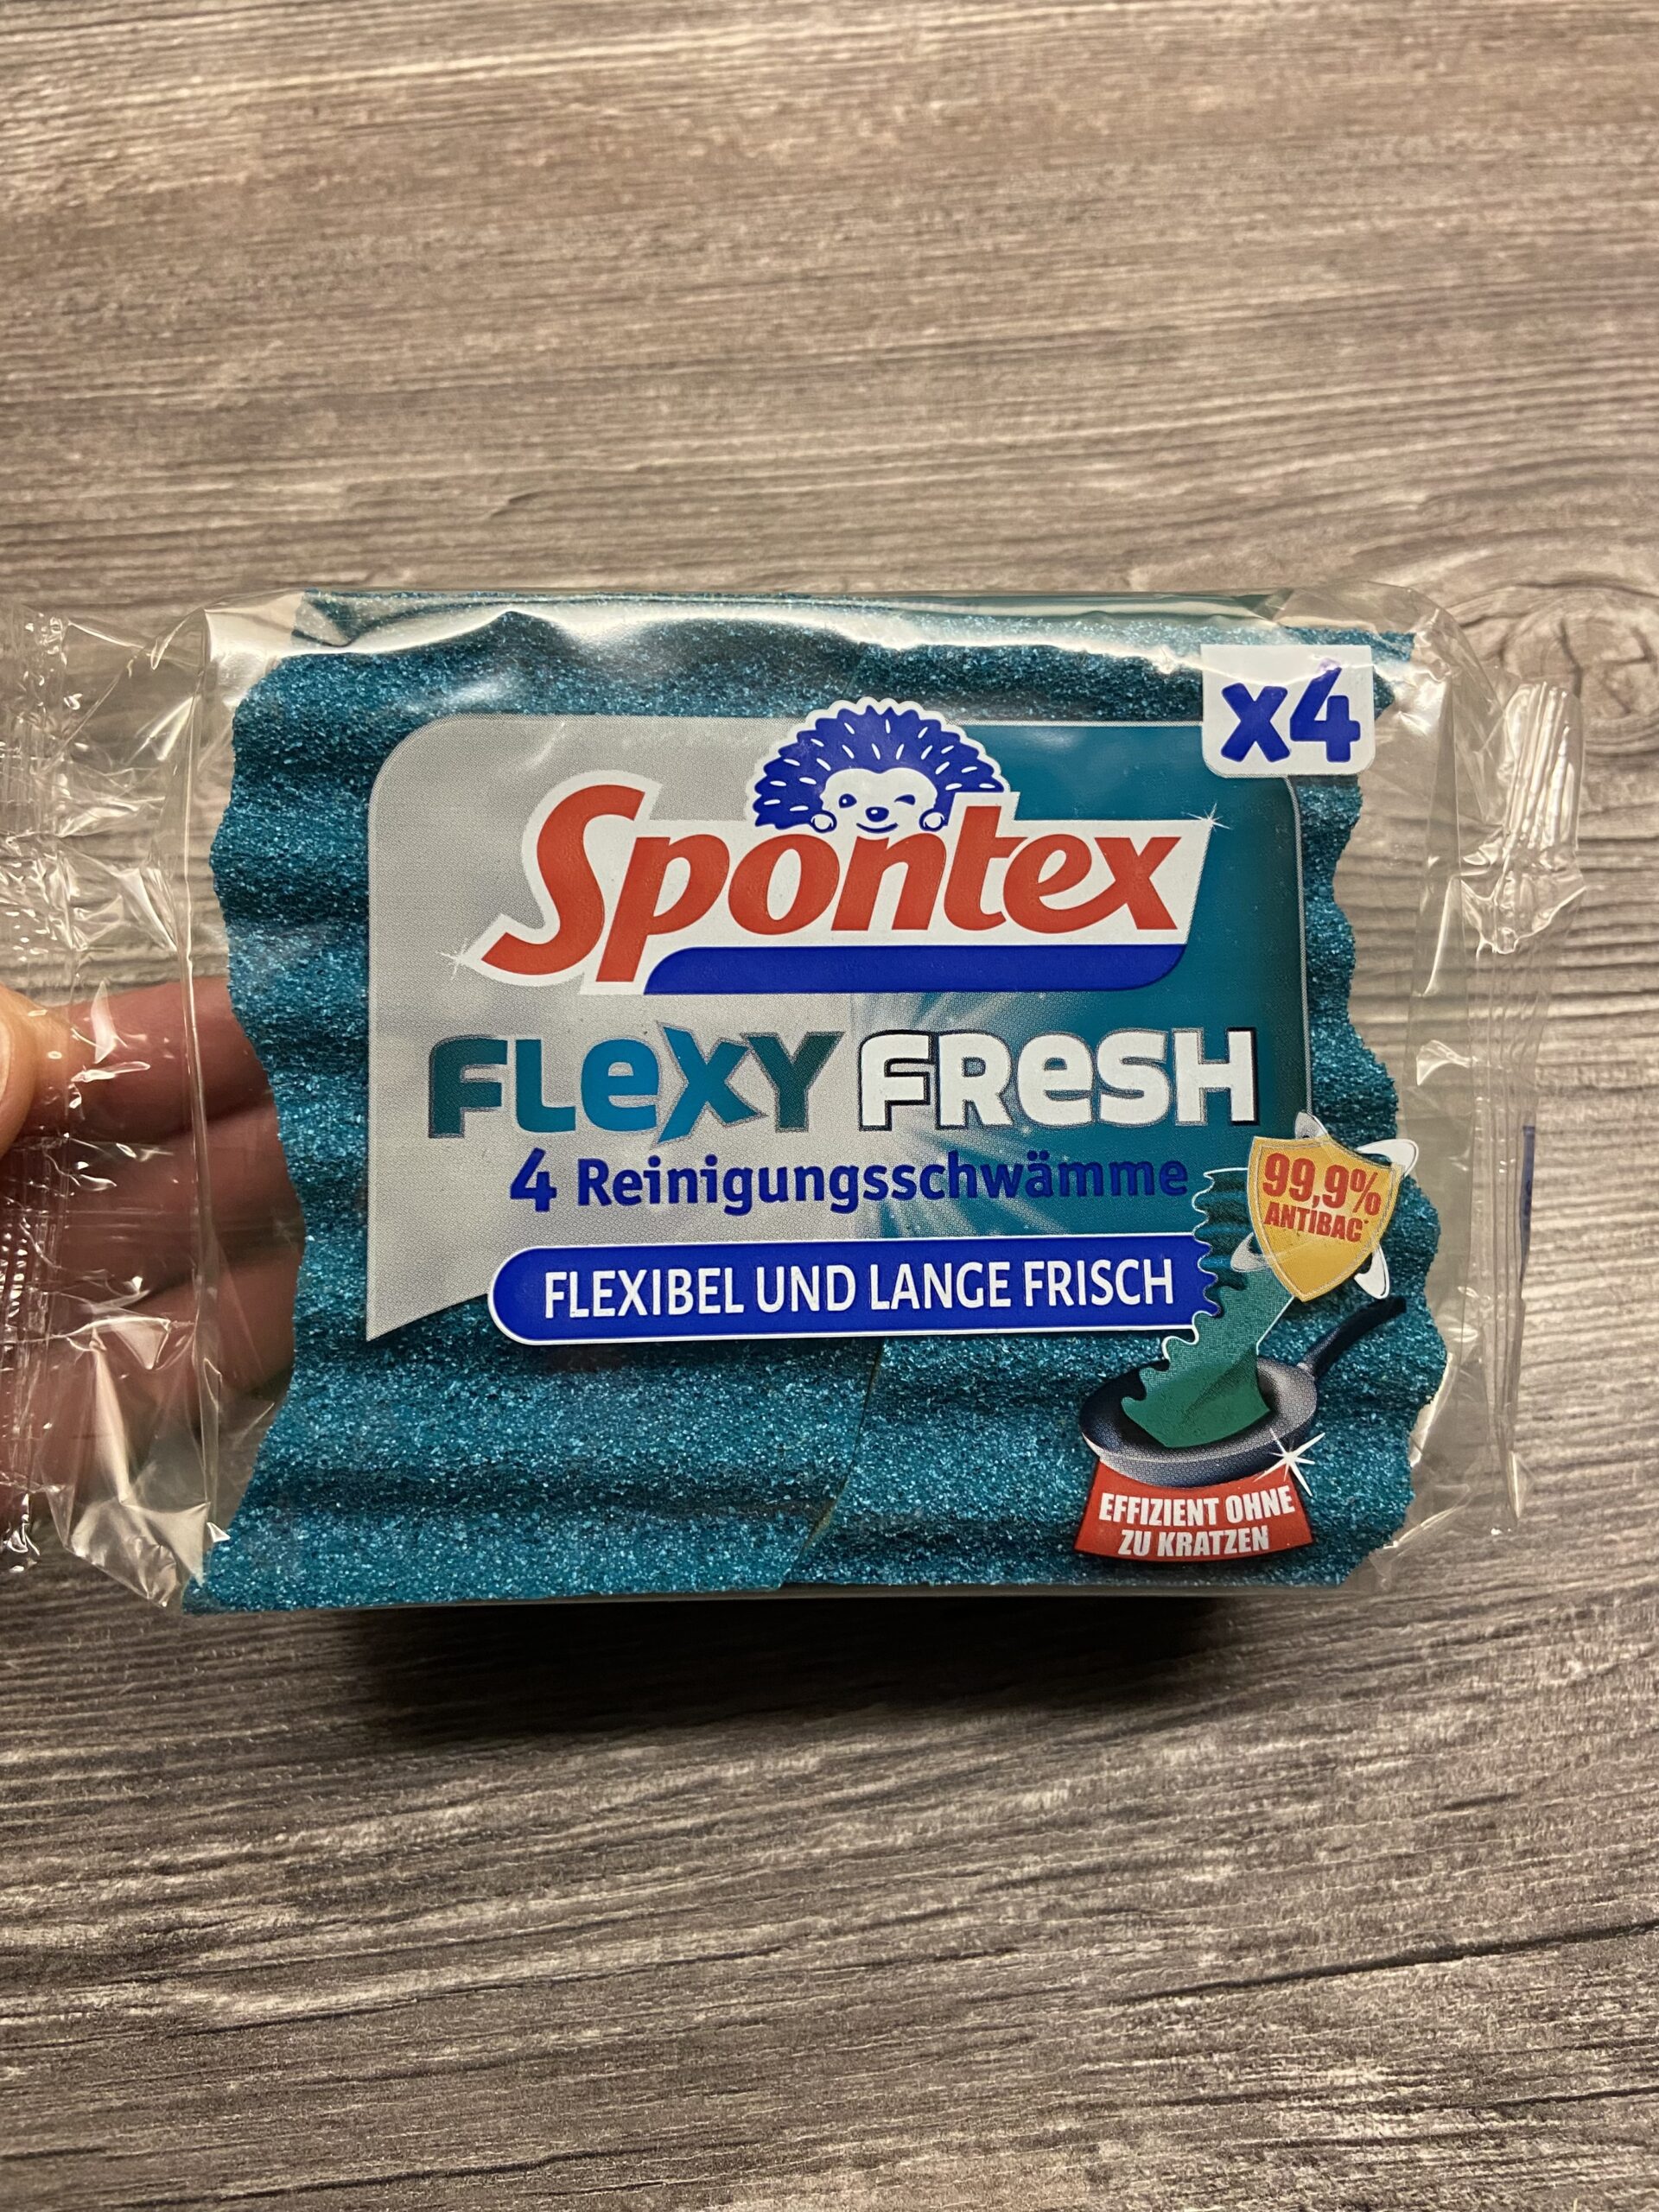 x4
Spontex
FLeXY FReSH
4 Reinigungsschwämme
99,9%
ANTIBAC*
FLEXIBEL UND LANGE FRISCH
EFFIZIENT OHNE
ZU KRATZEN